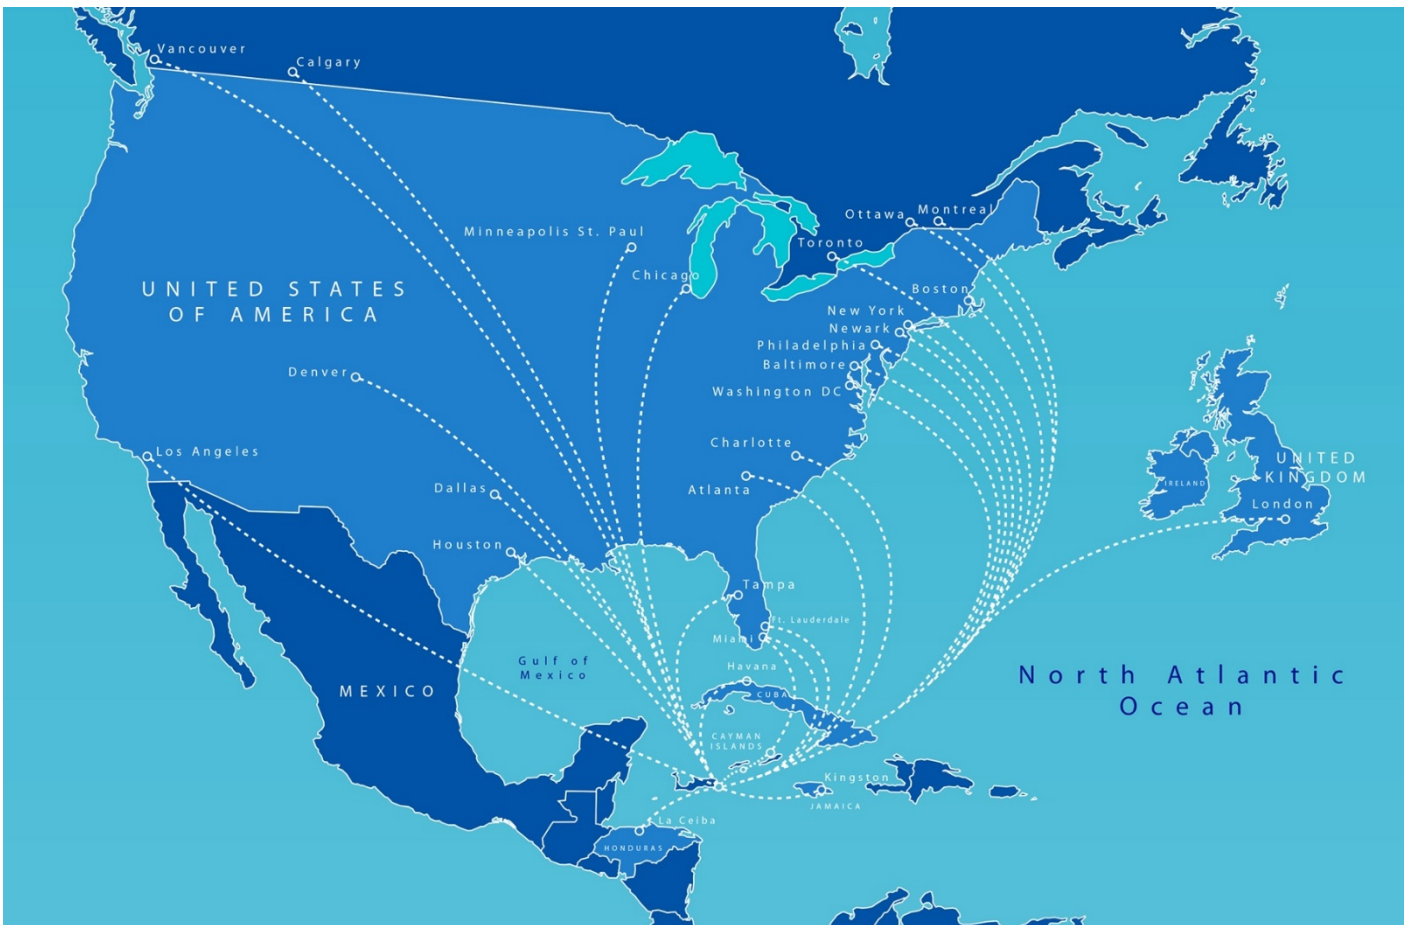 Vancouver
Calgary
Ottawa
Montreal
Minneapolis St. Paul
Toronto
Chicago
UNITED STATES
OF AMERICA
Boston
New York
Newark
Philadelphia
Baltimore
Denver
Washington DC
Charlotte
Los Angeles
UNITED
KINGDOM
IRELAND
Dallas
Atlanta
London
Houston
Tampa
Ft. Lauderdale
Miami
Gulf of
Mexico
Havana
North Atlantic
Ocean
MEXICO
CUBA
CAYMAN
ISLANDS
Kingston
JAMAICA
La Ceiba
HONDURAS